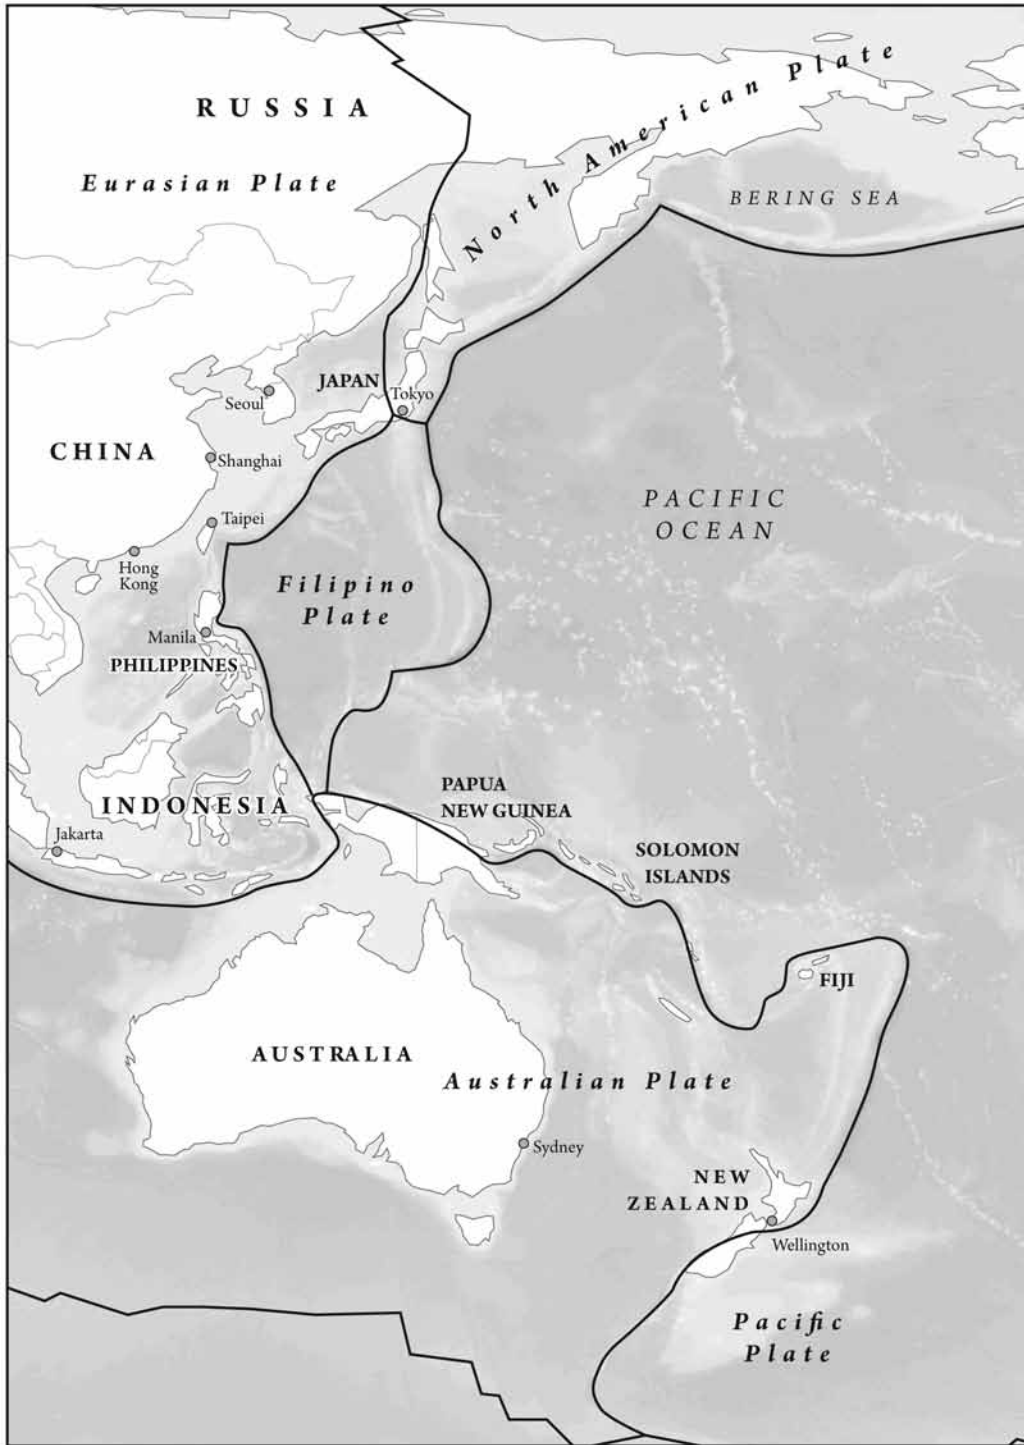 North American Plate
RUSSIA
Eurasian Plate
BERING SEA
JAPAN
Tokyo
Seoul
CHINA
Shanghai
PACIFIC
OCEAN
Taipei
Hong
Kong
Filipino
Plate
Manila
PHILIPPINES
PAPUA
NEW GUINEA
INDONESIA
Jakarta
SOLOMON
ISLANDS
FIJI
AUSTRALIA
Australian Plate
Sydney
NEW
ZEALAND
Wellington
Pacific
Plate